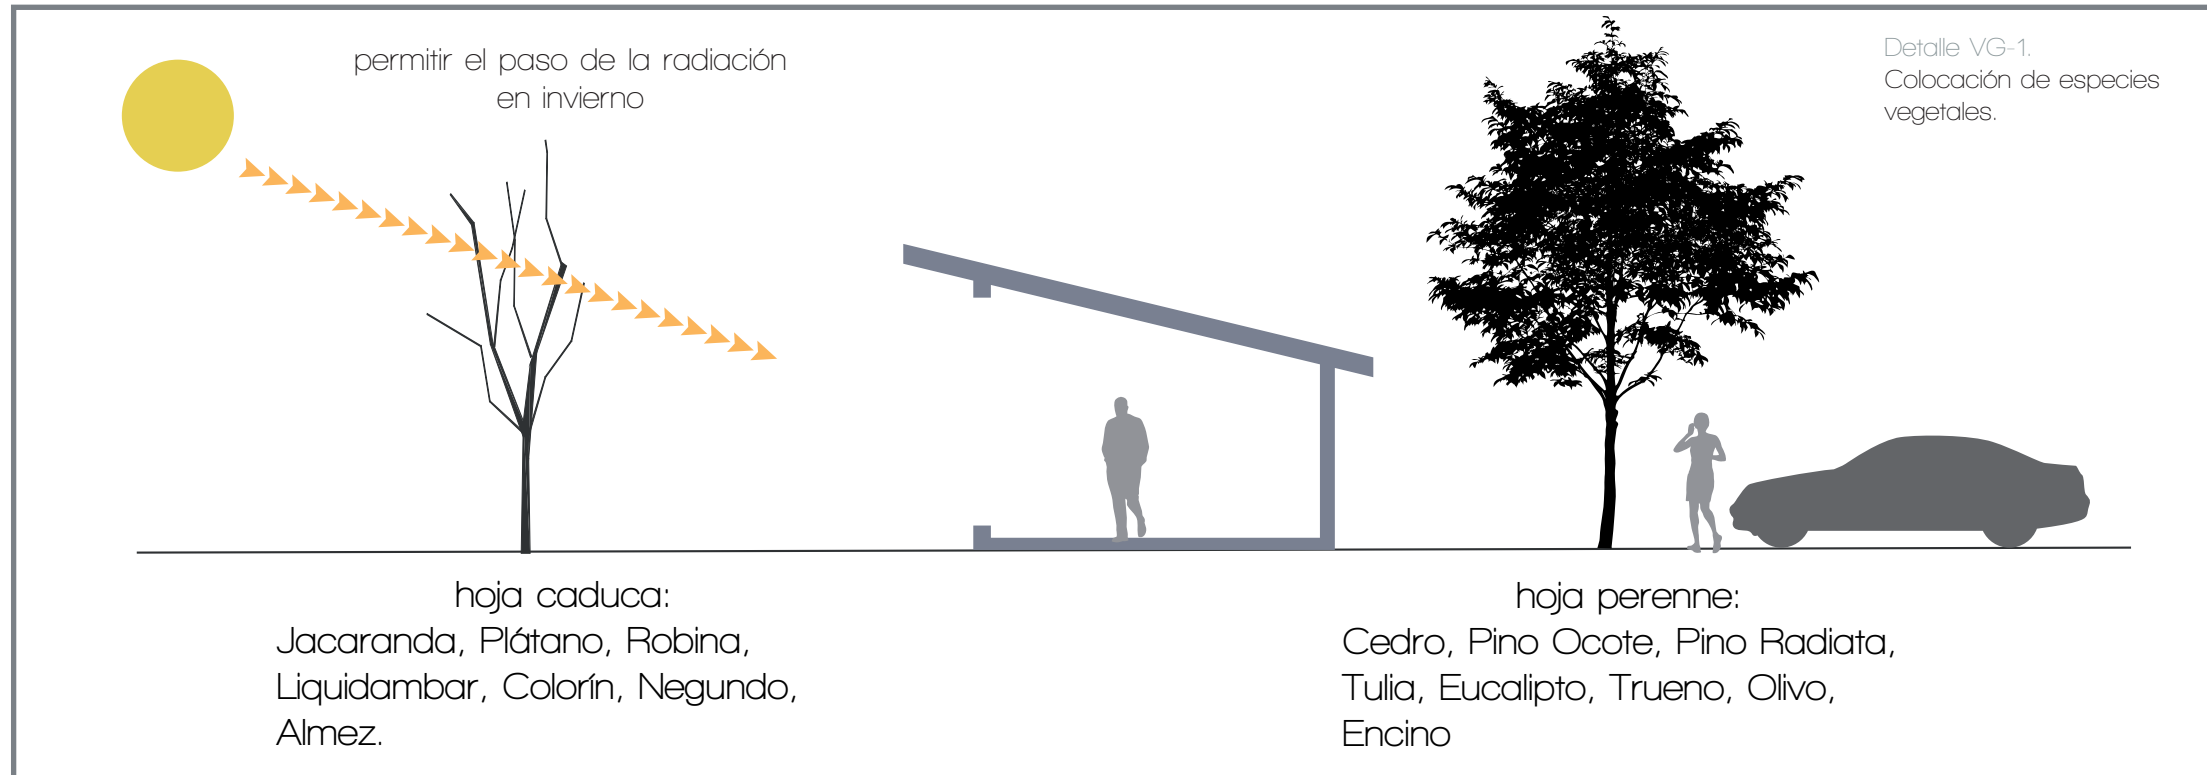 permitir el paso de la radiación
en invierno
Detalle VG-1.
Colocación de especies
vegetales.
hoja caduca:
Jacaranda, Plátano, Robina,
Liquidambar, Colorín, Negundo,
Almez.
hoja perenne:
Cedro, Pino Ocote, Pino Radiata,
Tulia, Eucalipto, Trueno, Olivo,
Encino